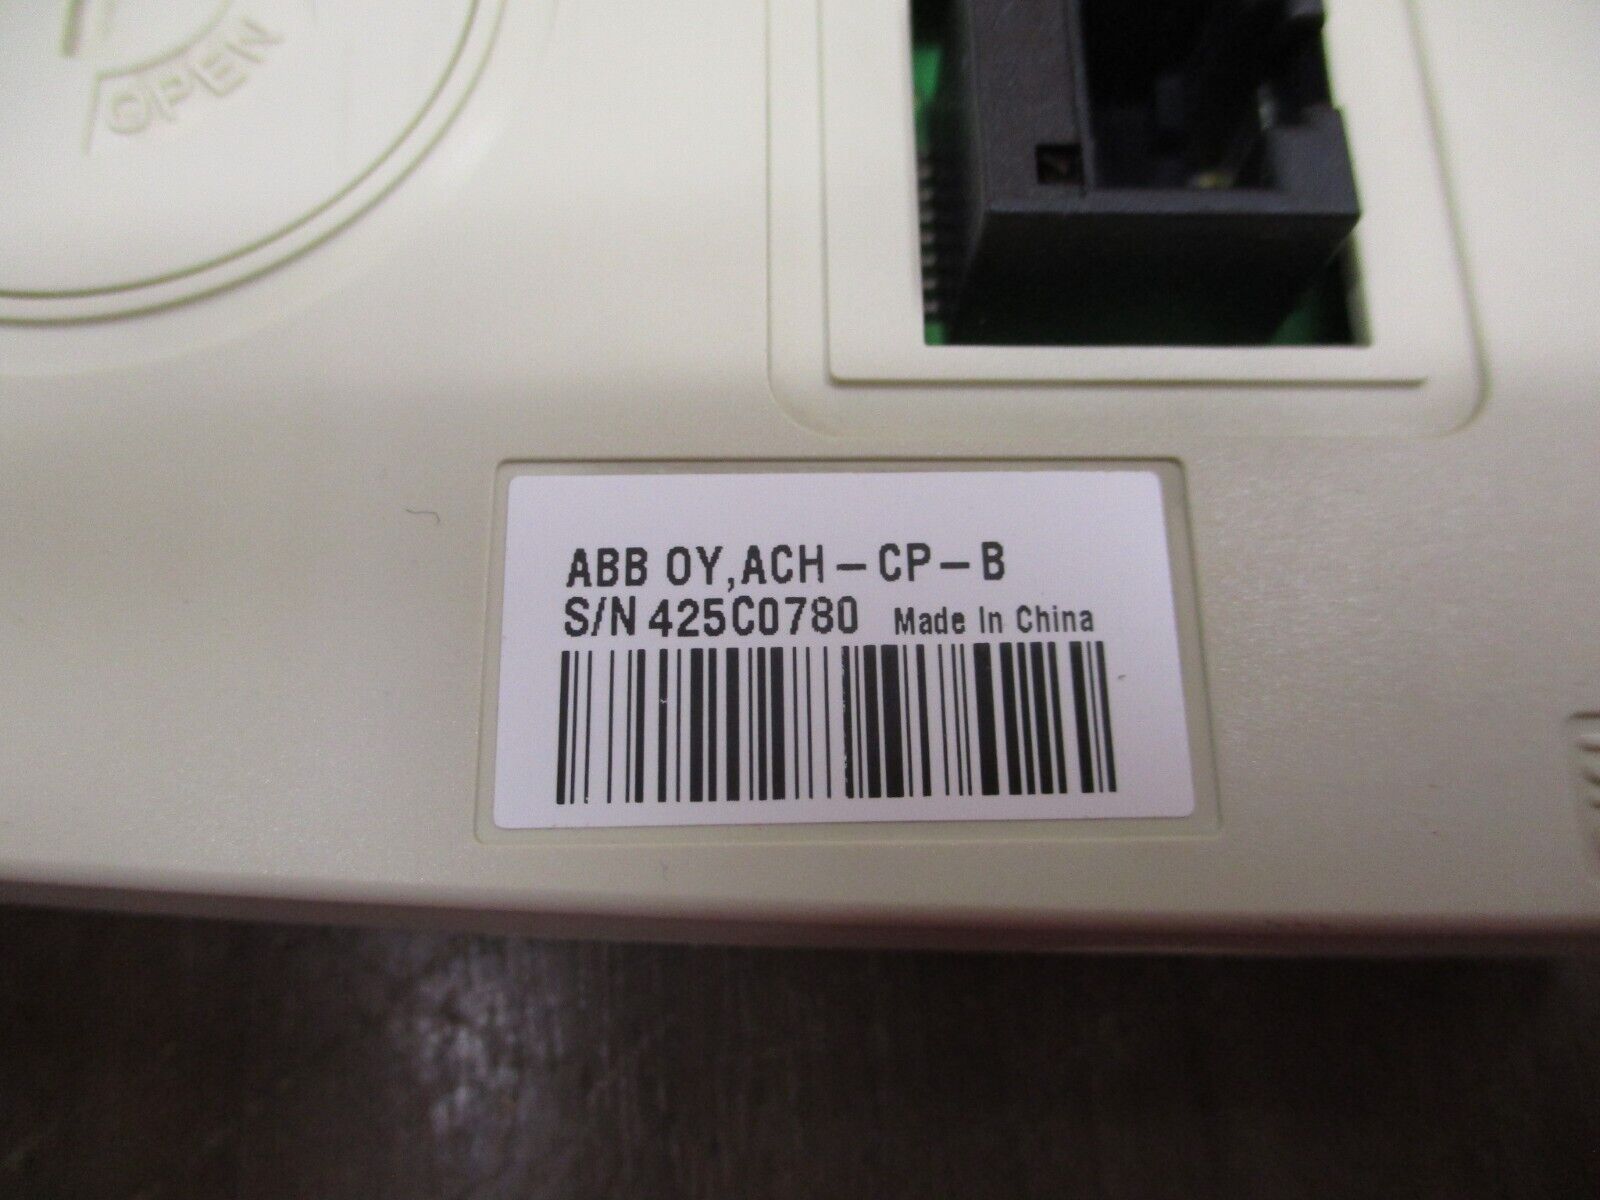 OPEN
ABB OY,ACH-CP-B
S/N 425C0780 Made In China